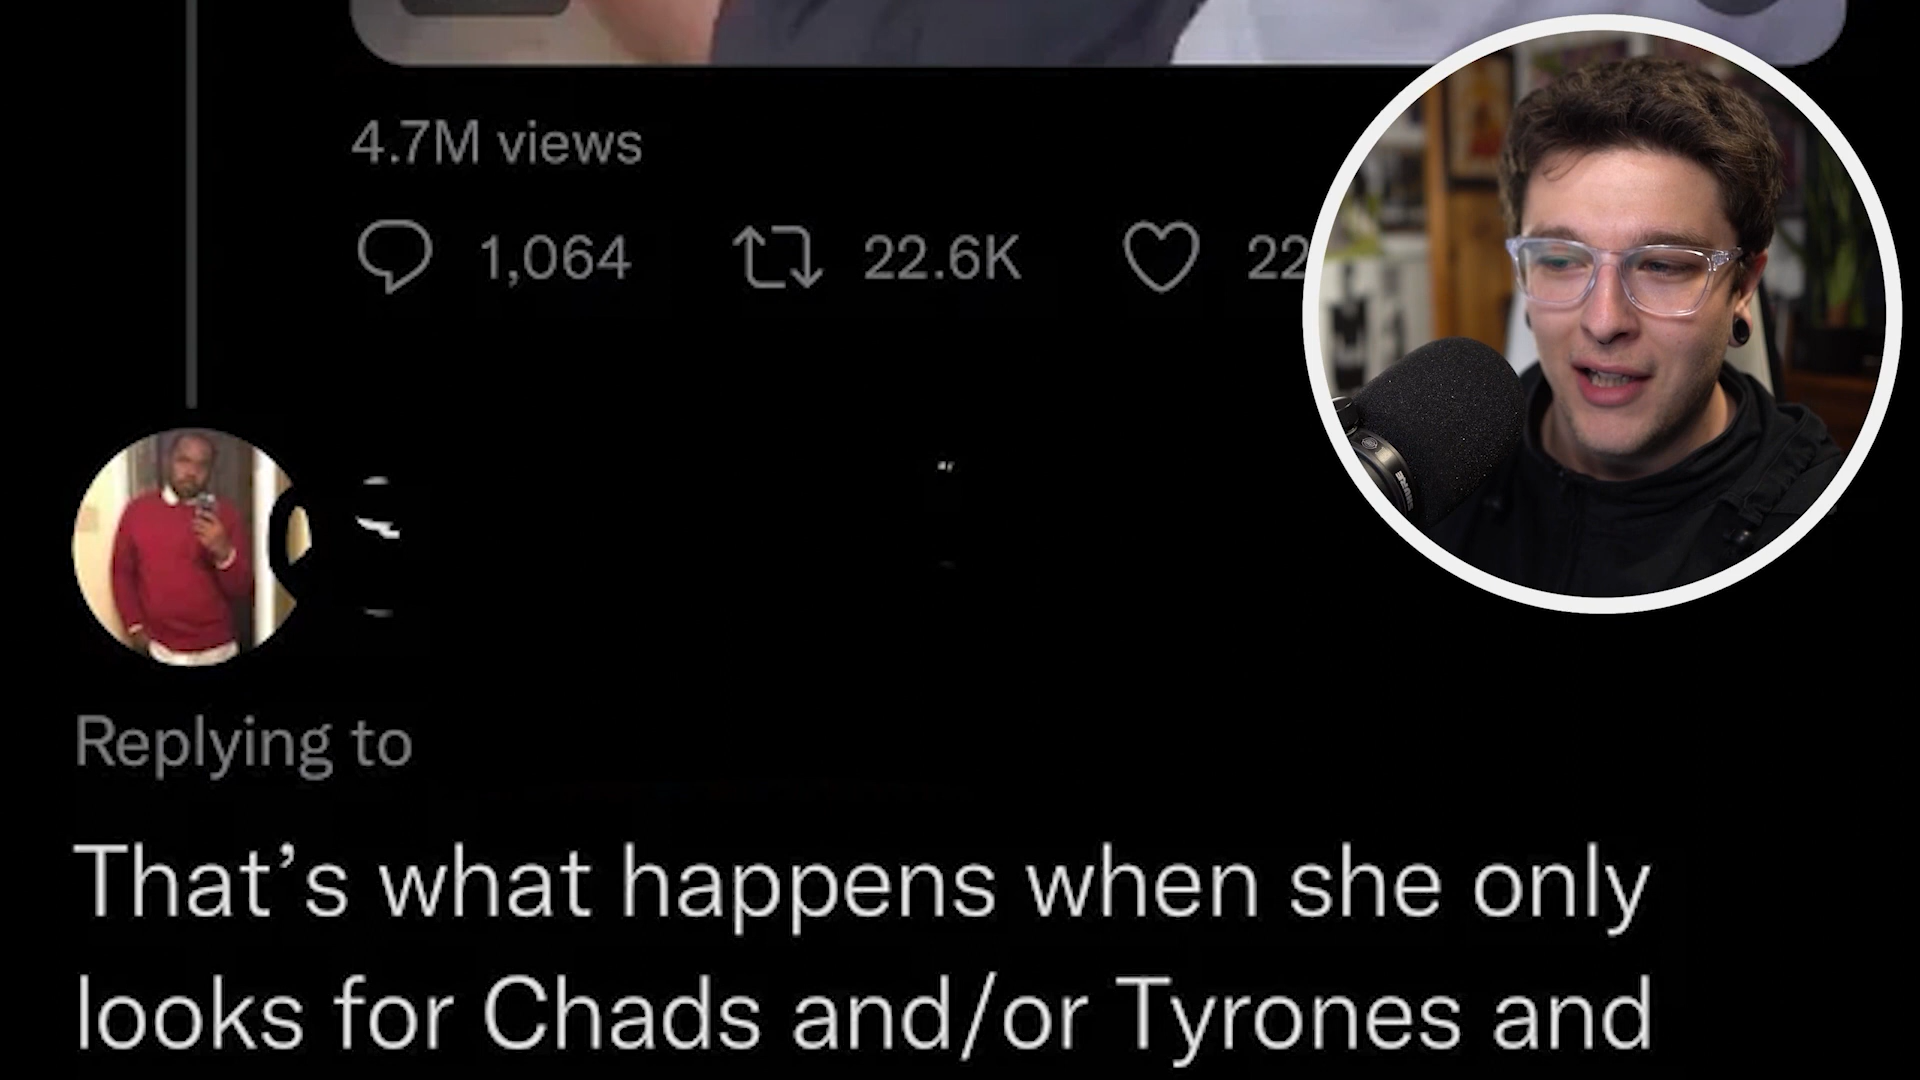 4.7M views
1,064 22.6K 22
Replying to
That’s what happens when she only
looks for Chads and/or Tyrones and
SHURE